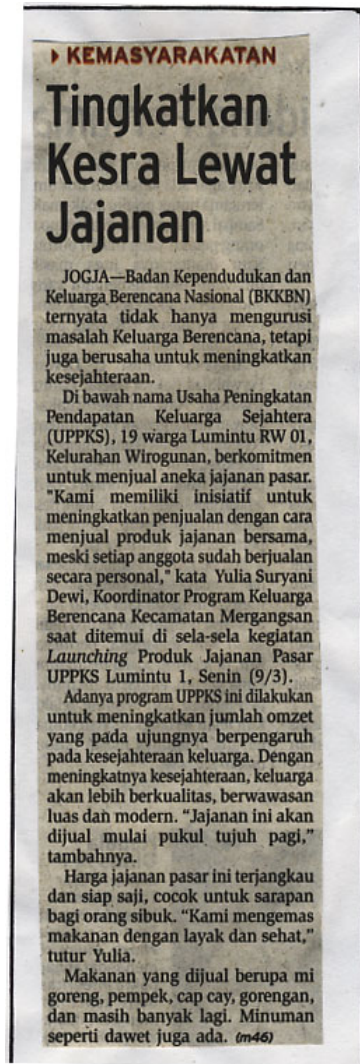 KEMASYARAKATAN
Tingkatkan
Kesra Lewat
Jajanan
JOGJA—Badan Kependudukan dan
Keluarga Berencana Nasional (BKKBN)
ternyata tidak hanya mengurusi
masalah Keluarga Berencana, tetapi
juga berusaha untuk meningkatkan
kesejahteraan.
Di bawah nama Usaha Peningkatan
Pendapatan Keluarga Sejahtera
(UPPKS), 19 warga Lumintu RW 01,
Kelurahan Wirogunan, berkomitmen
untuk menjual aneka jajanan pasar.
"Kami memiliki inisiatif untuk
meningkatkan penjualan dengan cara
menjual produk jajanan bersama,
meski setiap anggota sudah berjualan
secara personal," kata Yulia Suryani
Dewi, Koordinator Program Keluarga
Berencana Kecamatan Mergangsan
saat ditemui di sela-sela kegiatan
Launching Produk Jajanan Pasar
UPPKS Lumintu 1, Senin (9/3).
Adanya program UPPKS ini dilakukan
untuk meningkatkan jumlah omzet
yang pada ujungnya berpengaruh
pada kesejahteraan keluarga. Dengan
meningkatnya kesejahteraan, keluarga
akan lebih berkualitas, berwawasan
luas dan modern. “Jajanan ini akan
dijual mulai pukul tujuh pagi,”
tambahnya.
Harga jajanan pasar ini terjangkau
dan siap saji, cocok untuk sarapan
bagi orang sibuk. “Kami mengemas
makanan dengan layak dan sehat,”
tutur Yulia.
Makanan yang dijual berupa mi
goreng, pempek, cap cay, gorengan,
dan masih banyak lagi. Minuman
seperti dawet juga ada. (m46)